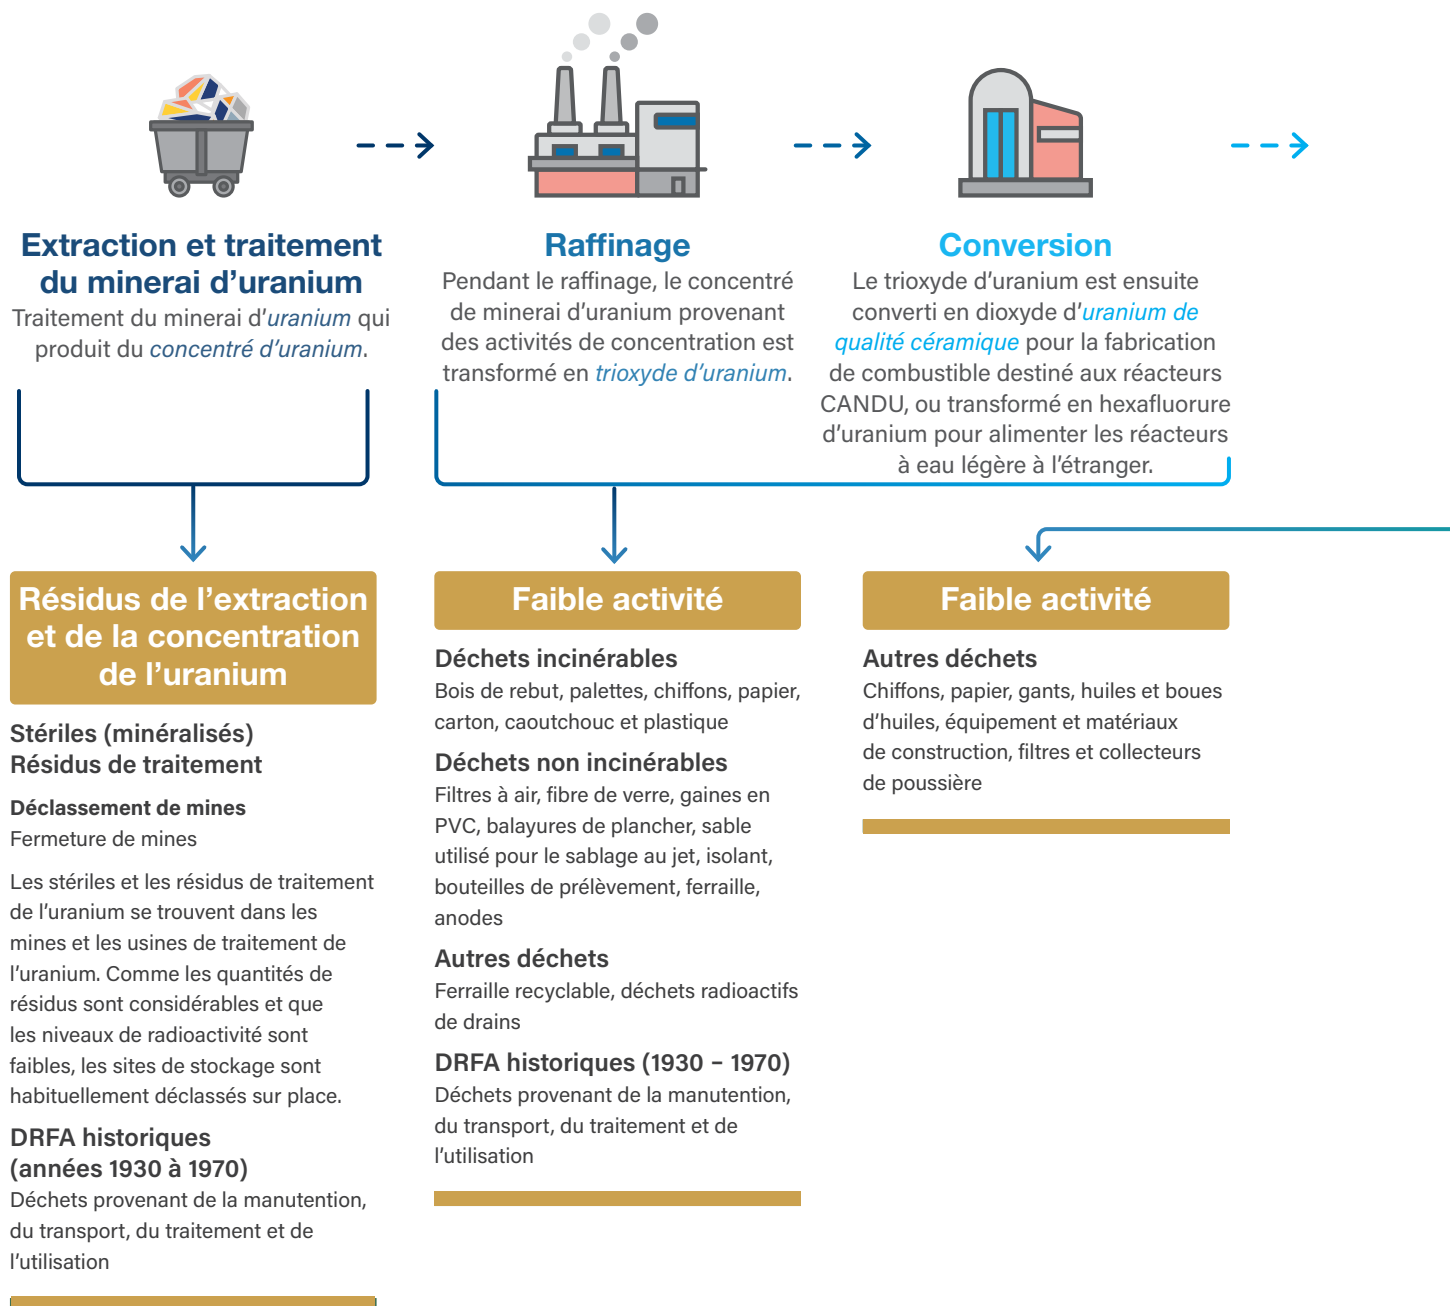 Extraction et traitement
du minerai d'uranium
Traitement du minerai d'uranium qui
produit du concentré d'uranium.
Raffinage
Pendant le raffinage, le concentré
de minerai d'uranium provenant
des activités de concentration est
transformé en trioxyde d'uranium.
Conversion
Le trioxyde d'uranium est ensuite
converti en dioxyde d'uranium de
qualité céramique pour la fabrication
de combustible destiné aux réacteurs
CANDU, ou transformé en hexafluorure
d'uranium pour alimenter les réacteurs
à eau légère à l'étranger.
Résidus de l'extraction
et de la concentration
de l'uranium
Stériles (minéralisés)
Résidus de traitement
Déclassement de mines
Fermeture de mines
Les stériles et les résidus de traitement
de l'uranium se trouvent dans les
mines et les usines de traitement de
l'uranium. Comme les quantités de
résidus sont considérables et que
les niveaux de radioactivité sont
faibles, les sites de stockage sont
habituellement déclassés sur place.
DRFA historiques
(années 1930 à 1970)
Déchets provenant de la manutention,
du transport, du traitement et de
l'utilisation
Faible activité
Déchets incinérables
Bois de rebut, palettes, chiffons, papier,
carton, caoutchouc et plastique
Déchets non incinérables
Filtres à air, fibre de verre, gaines en
PVC, balayures de plancher, sable
utilisé pour le sablage au jet, isolant,
bouteilles de prélèvement, ferraille,
anodes
Autres déchets
Ferraille recyclable, déchets radioactifs
de drains
DRFA historiques (1930 – 1970)
Déchets provenant de la manutention,
du transport, du traitement et de
l'utilisation
Faible activité
Autres déchets
Chiffons, papier, gants, huiles et boues
d'huiles, équipement et matériaux
de construction, filtres et collecteurs
de poussière